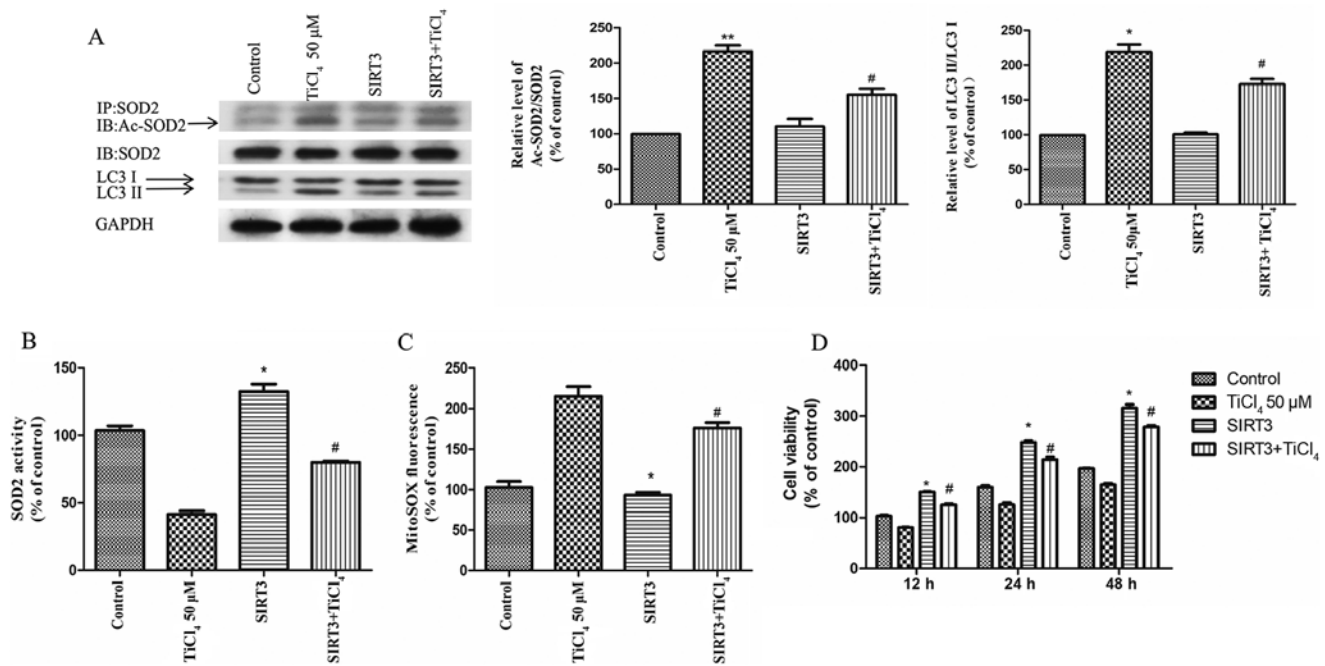 A
Control
TiCl4 50 μM
SIRT3
SIRT3+TiCl4
IP:SOD2
IB:Ac-SOD2
IB:SOD2
LC3 I
LC3 II
GAPDH
Relative level of
Ac-SOD2/SOD2
(% of control)
250
200
150
100
50
0
**
#
Control
TiCl4 50 μM
SIRT3
SIRT3+TiCl4
Relative level of LC3 II/LC3 I
(% of control)
250
200
150
100
50
0
*
#
Control
TiCl4 50μM
SIRT3
SIRT3+ TiCl4
B
SOD2 activity
(% of control)
150
100
50
0
*
#
Control
TiCl4 50 μM
SIRT3
SIRT3+TiCl4
C
MitoSOX fluorescence
(% of control)
250
200
150
100
50
0
*
#
Control
TiCl4 50 μM
SIRT3
SIRT3+TiCl4
D
Cell viability
(% of control)
400
300
200
100
0
* #
* #
* #
12 h 24 h 48 h
Control
TiCl4 50 μM
SIRT3
SIRT3+TiCl4